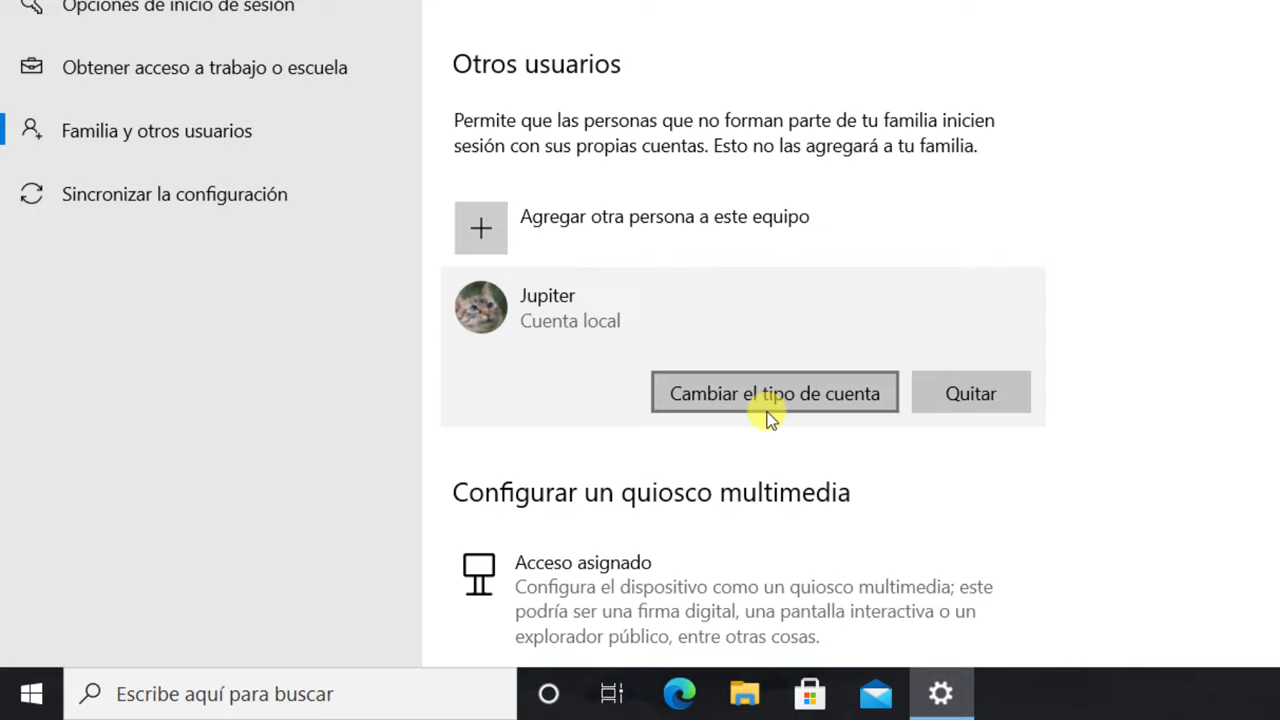 Opciones de inicio de sesión
Obtener acceso a trabajo o escuela
Familia y otros usuarios
Sincronizar la configuración
Otros usuarios
Permite que las personas que no forman parte de tu familia inicien
sesión con sus propias cuentas. Esto no las agregará a tu familia.
Agregar otra persona a este equipo
Jupiter
Cuenta local
Cambiar el tipo de cuenta
Quitar
Configurar un quiosco multimedia
Acceso asignado
Configura el dispositivo como un quiosco multimedia; este
podría ser una firma digital, una pantalla interactiva o un
explorador público, entre otras cosas.
Escribe aquí para buscar